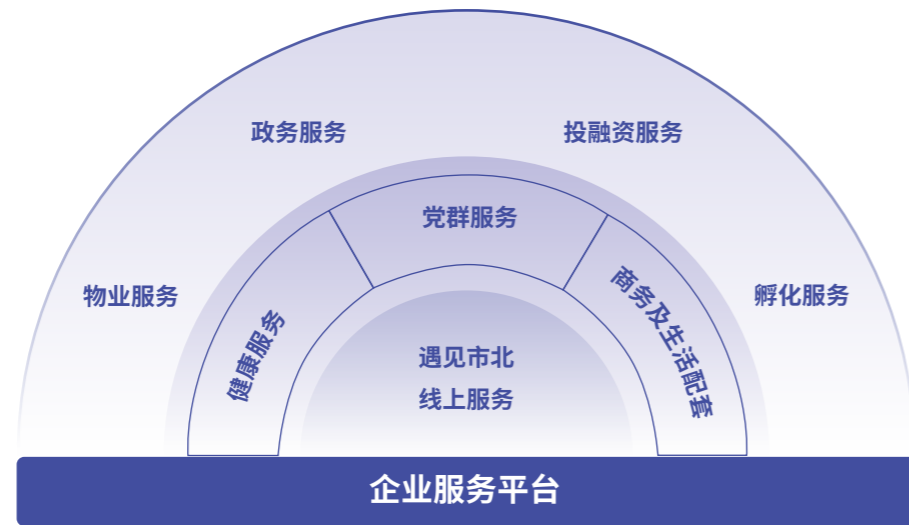 政务服务
投融资服务
党群服务
物业服务
孵化服务
健康服务
商务及生活配套
遇见市北
线上服务
企业服务平台